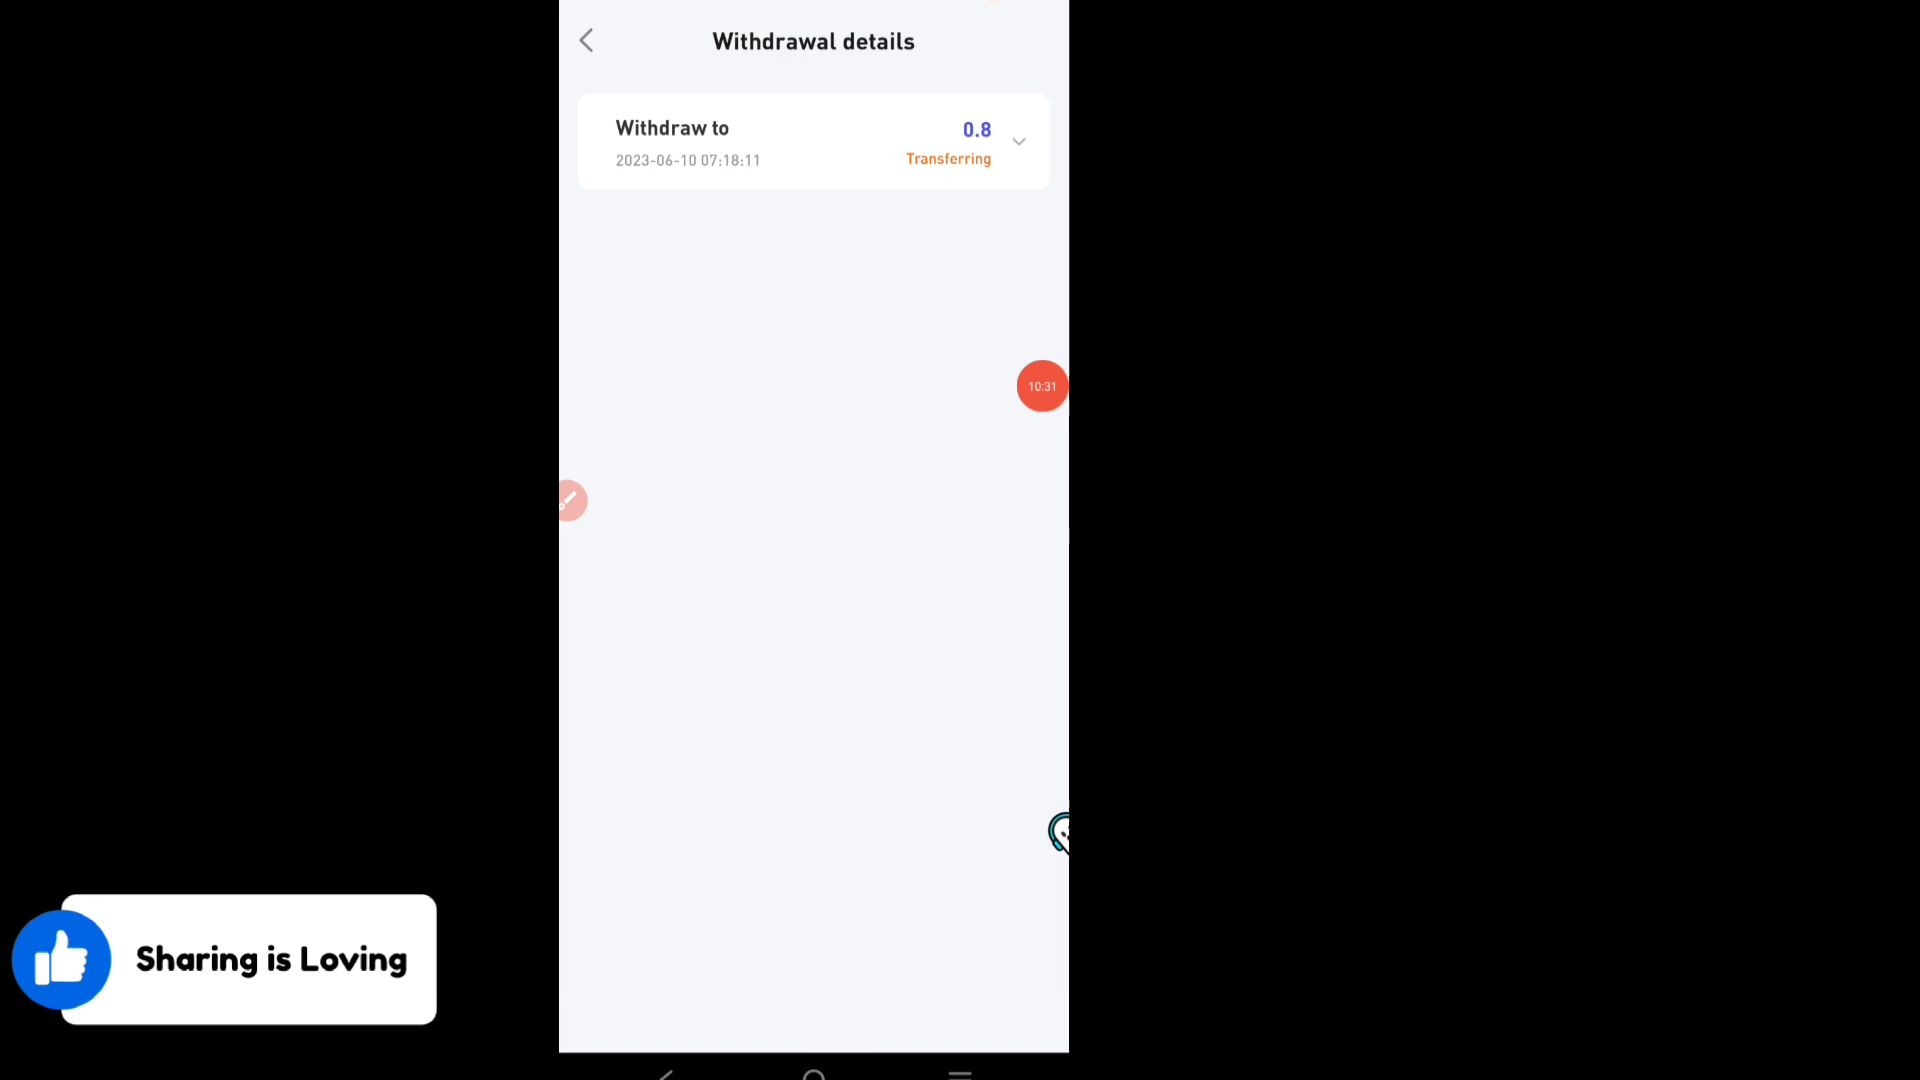 Withdrawal details
Withdraw to
0.8
2023-06-10 07:18:11
Transferring
10:31
Sharing is Loving